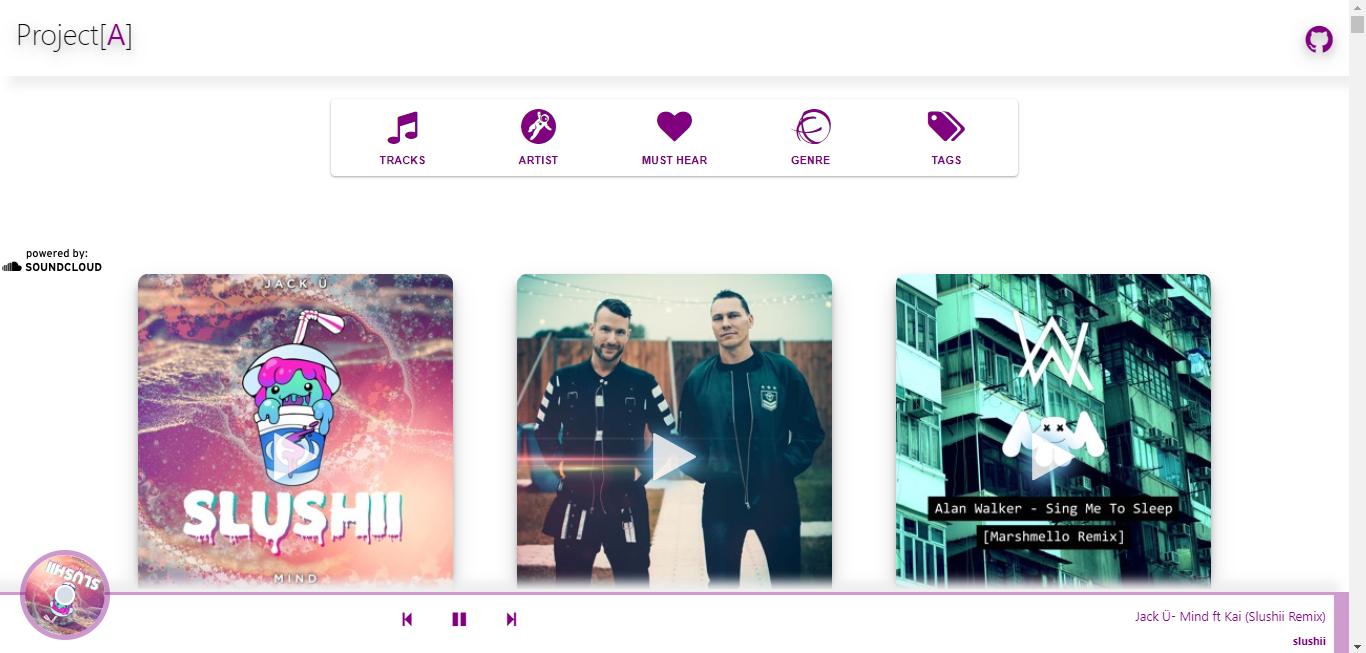 Project[A]
TRACKS
ARTIST
MUST HEAR
GENRE
TAGS
powered by:
SOUNDCLOUD
JACK Ü
SLUSHII
MIND
Alan Walker - Sing Me To Sleep
[Marshmello Remix]
SLUSHII
Jack Ü- Mind ft Kai (Slushii Remix)
slushii